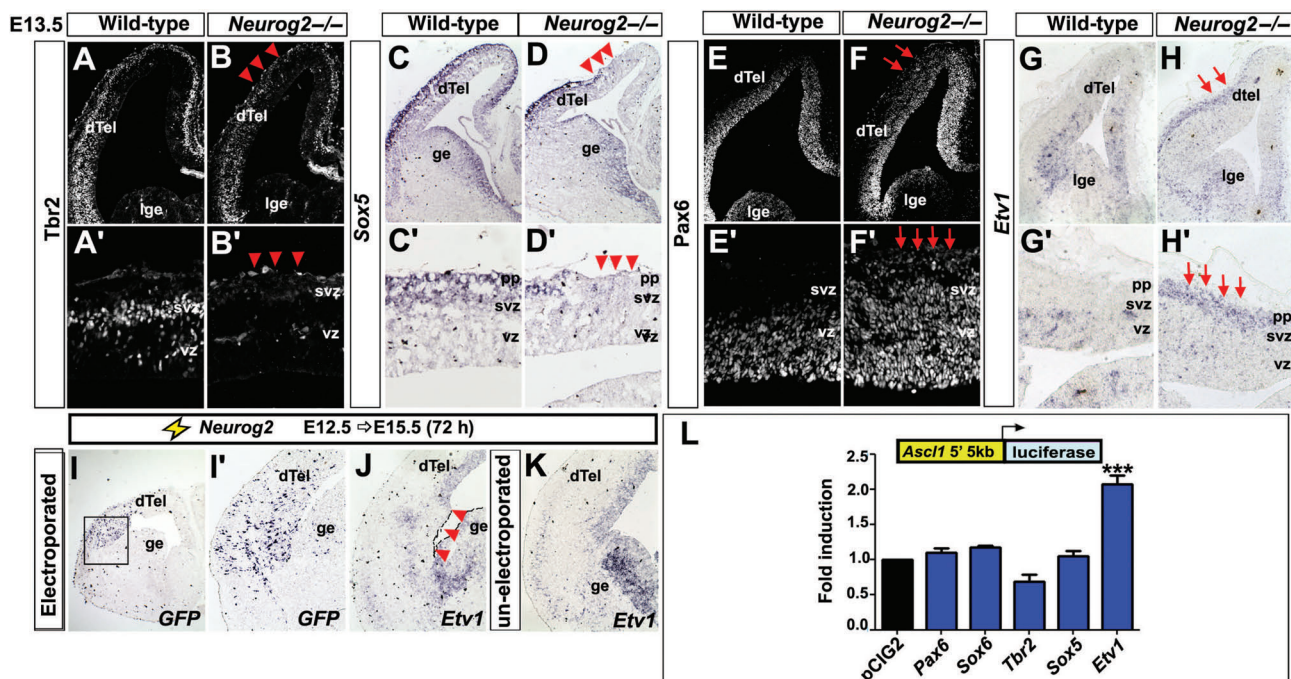 E13.5
Wild-type Neurog2–/– Wild-type Neurog2–/– Wild-type Neurog2–/– Wild-type Neurog2–/–
Tbr2 Sox5 Pax6 Etv1
A B C D E F G H
dTel dTel dTel dTel dTel dTel dTel dtel
lge lge ge ge lge lge lge lge
A' B' C' D' E' F' G' H'
pp pp pp pp
svz svz svz svz svz svz svz svz
vz vz vz vz vz vz vz vz
Neurog2 E12.5 ⇨E15.5 (72 h)
Electroporated
un-electroporated
I I' J K
dTel dTel dTel dTel
ge ge ge ge
GFP GFP Etv1 Etv1
L
Ascl1 5' 5kb luciferase
Fold induction
2.5
2.0
1.5
1.0
0.5
0.0
***
pCIG2 Pax6 Sox6 Tbr2 Sox5 Etv1